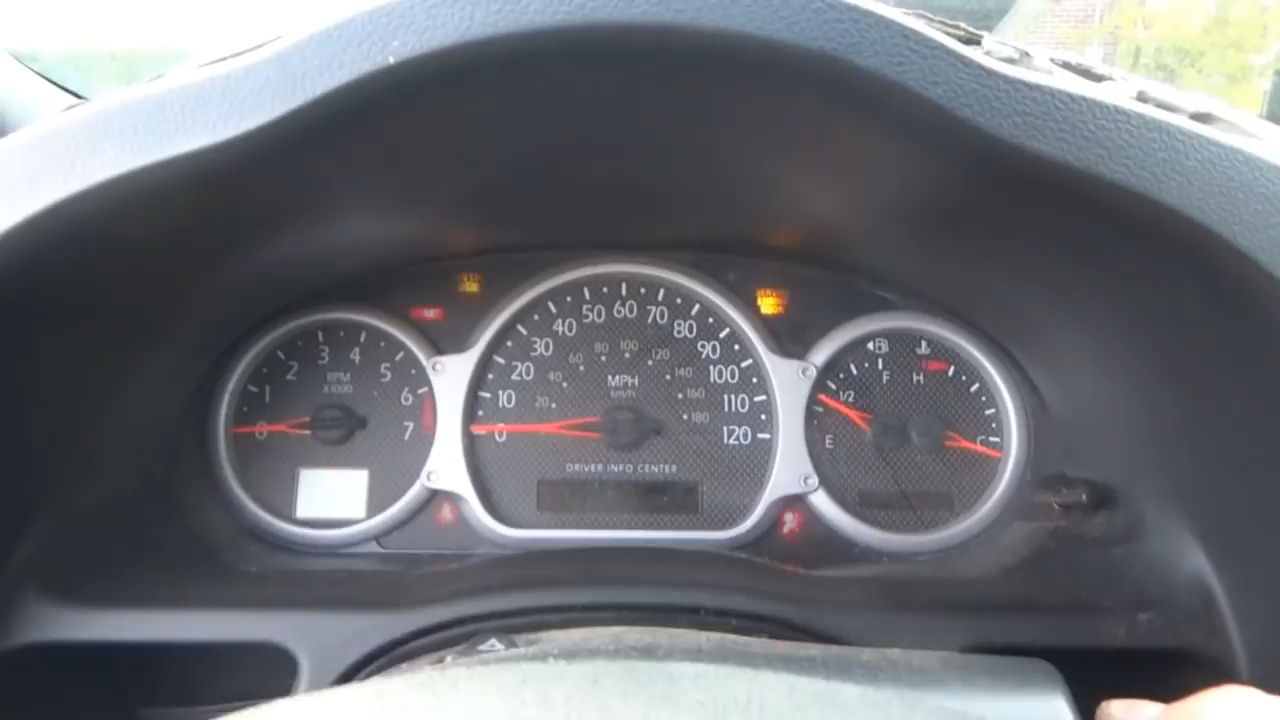 0 1 2 3 4 5 6 7
RPM
X1000
0 10 20 30 40 50 60 70 80 90 100 110 120
20 40 60 80 100 120 140 160 180
MPH
km/h
DRIVER INFO CENTER
E 1/2 F
H C